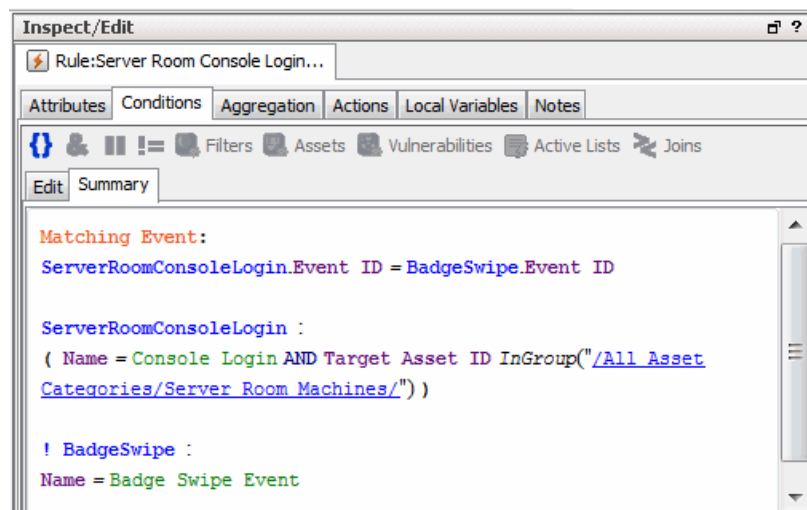 Inspect/Edit ?
Rule:Server Room Console Login...
Attributes Conditions Aggregation Actions Local Variables Notes
{} & != Filters Assets Vulnerabilities Active Lists Joins
Edit Summary
Matching Event:
ServerRoomConsoleLogin.Event ID = BadgeSwipe.Event ID
ServerRoomConsoleLogin :
( Name = Console Login AND Target Asset ID InGroup("/All Asset
Categories/Server Room Machines/") )
! BadgeSwipe :
Name = Badge Swipe Event